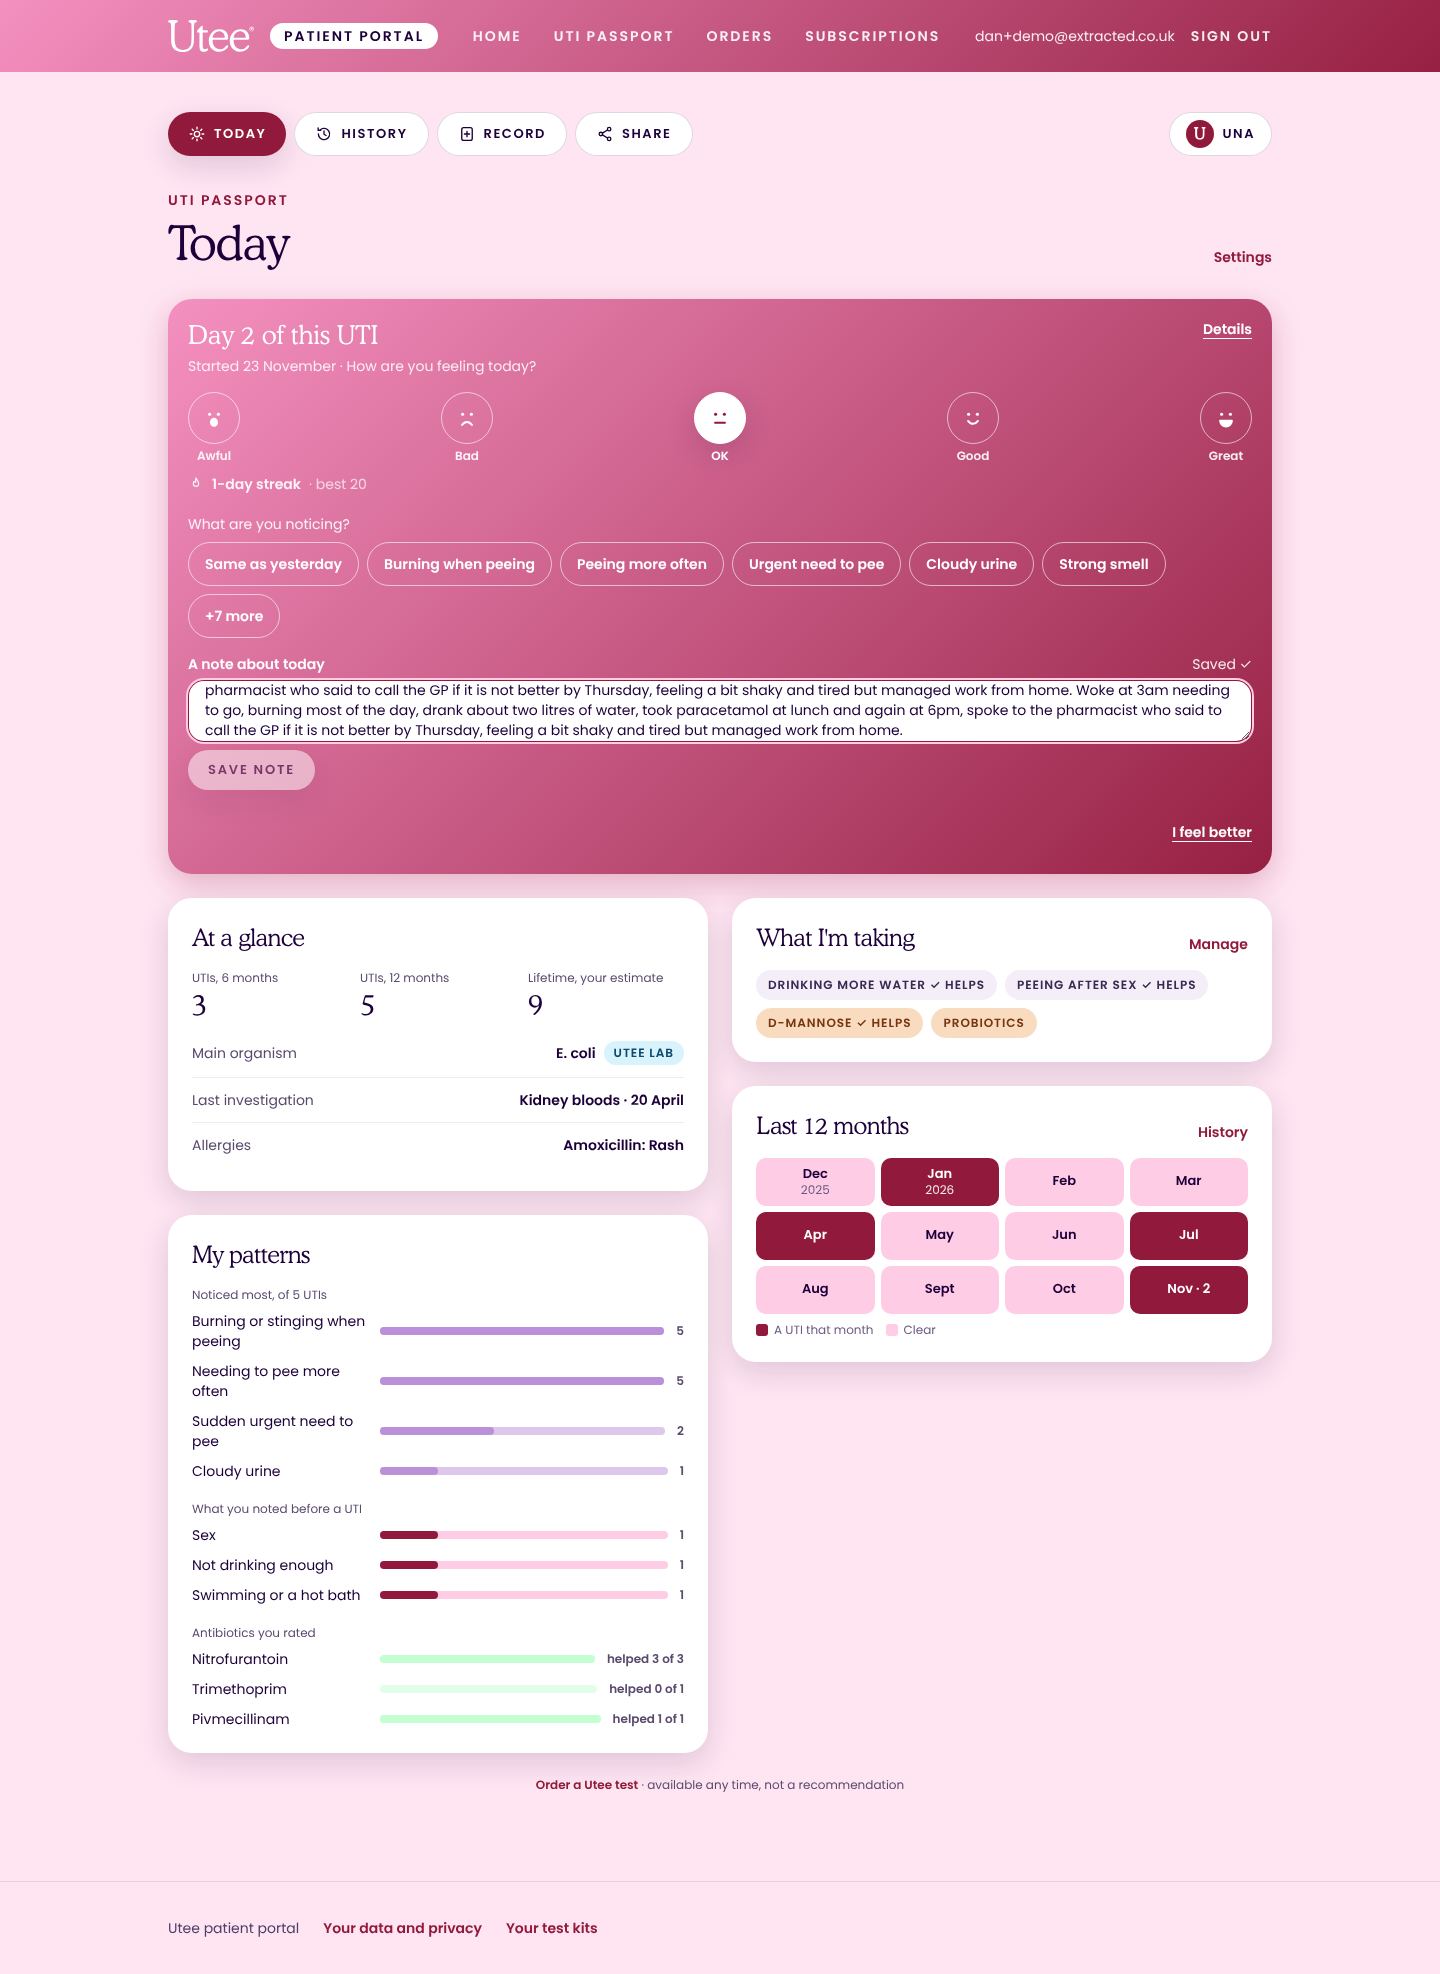 Utee®
PATIENT PORTAL
HOME
UTI PASSPORT
ORDERS
SUBSCRIPTIONS
dan+demo@extracted.co.uk
SIGN OUT
TODAY
HISTORY
RECORD
SHARE
U UNA
UTI PASSPORT
Today
Settings
Day 2 of this UTI
Details
Started 23 November · How are you feeling today?
Awful
Bad
OK
Good
Great
1-day streak · best 20
What are you noticing?
Same as yesterday
Burning when peeing
Peeing more often
Urgent need to pee
Cloudy urine
Strong smell
+7 more
A note about today
Saved ✓
pharmacist who said to call the GP if it is not better by Thursday, feeling a bit shaky and tired but managed work from home. Woke at 3am needing
to go, burning most of the day, drank about two litres of water, took paracetamol at lunch and again at 6pm, spoke to the pharmacist who said to
call the GP if it is not better by Thursday, feeling a bit shaky and tired but managed work from home.
SAVE NOTE
I feel better
At a glance
UTIs, 6 months
UTIs, 12 months
Lifetime, your estimate
3
5
9
Main organism
E. coli UTEE LAB
Last investigation
Kidney bloods · 20 April
Allergies
Amoxicillin: Rash
What I'm taking
Manage
DRINKING MORE WATER ✓ HELPS
PEEING AFTER SEX ✓ HELPS
D-MANNOSE ✓ HELPS
PROBIOTICS
Last 12 months
History
Dec
2025
Jan
2026
Feb
Mar
Apr
May
Jun
Jul
Aug
Sept
Oct
Nov · 2
A UTI that month
Clear
My patterns
Noticed most, of 5 UTIs
Burning or stinging when
peeing
5
Needing to pee more
often
5
Sudden urgent need to
pee
2
Cloudy urine
1
What you noted before a UTI
Sex
1
Not drinking enough
1
Swimming or a hot bath
1
Antibiotics you rated
Nitrofurantoin
helped 3 of 3
Trimethoprim
helped 0 of 1
Pivmecillinam
helped 1 of 1
Order a Utee test · available any time, not a recommendation
Utee patient portal
Your data and privacy
Your test kits